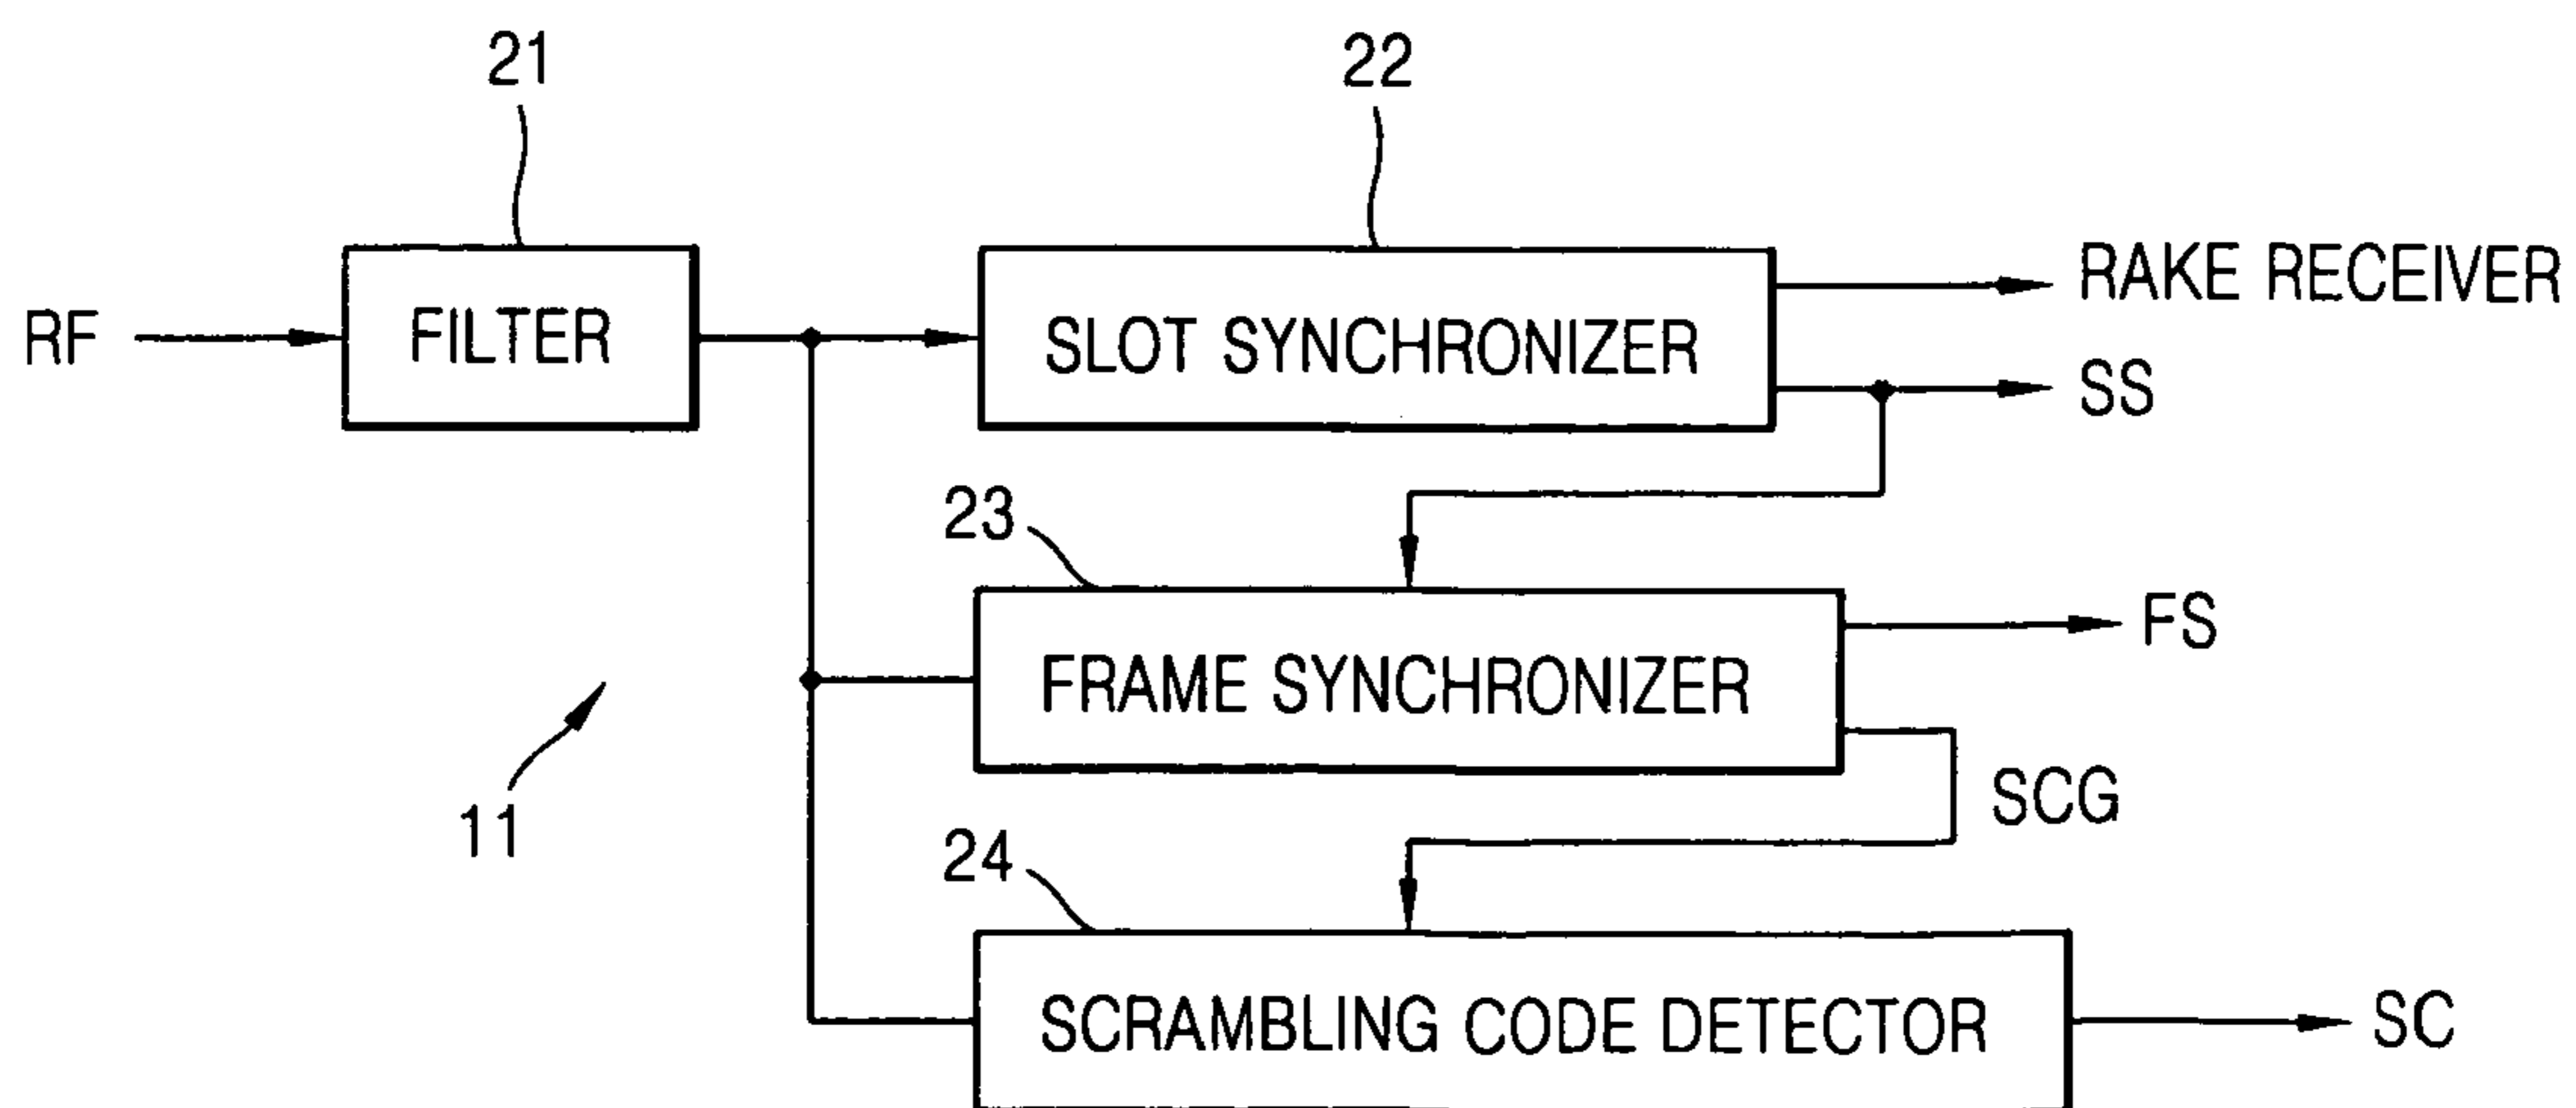 21
22
RF
FILTER
SLOT SYNCHRONIZER
RAKE RECEIVER
SS
23
FRAME SYNCHRONIZER
FS
SCG
11
24
SCRAMBLING CODE DETECTOR
SC